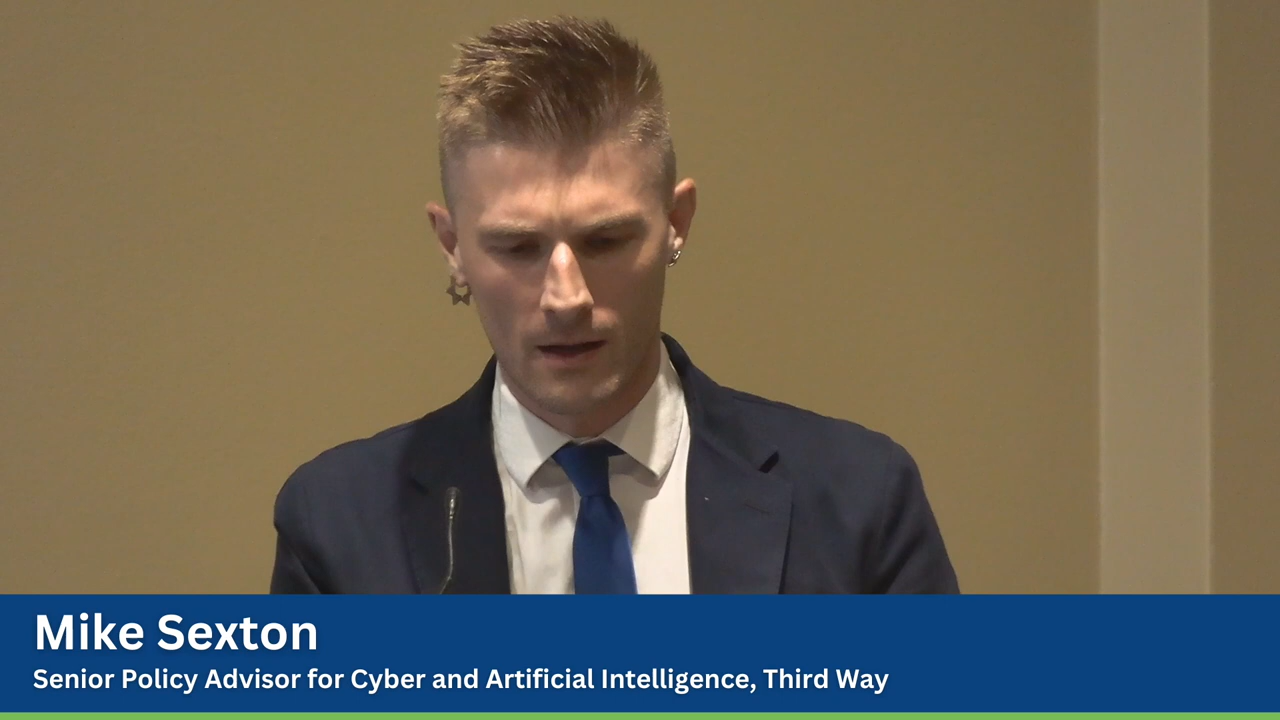 Mike Sexton
Senior Policy Advisor for Cyber and Artificial Intelligence, Third Way